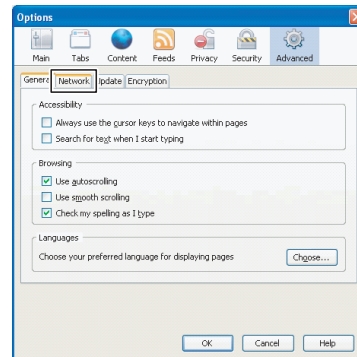 Options
Main Tabs Content Feeds Privacy Security Advanced
General Network Update Encryption
Accessibility
Always use the cursor keys to navigate within pages
Search for text when I start typing
Browsing
Use autoscrolling
Use smooth scrolling
Check my spelling as I type
Languages
Choose your preferred language for displaying pages Choose...
OK Cancel Help